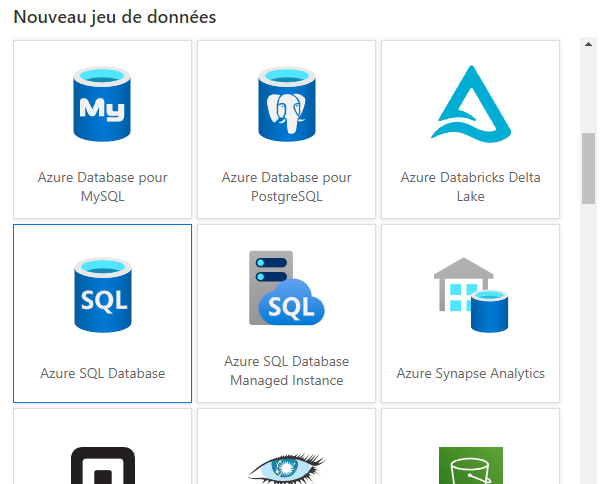 Nouveau jeu de données
My
Azure Database pour
MySQL
Azure Database pour
PostgreSQL
Azure Databricks Delta
Lake
SQL
Azure SQL Database
SQL
Azure SQL Database
Managed Instance
Azure Synapse Analytics